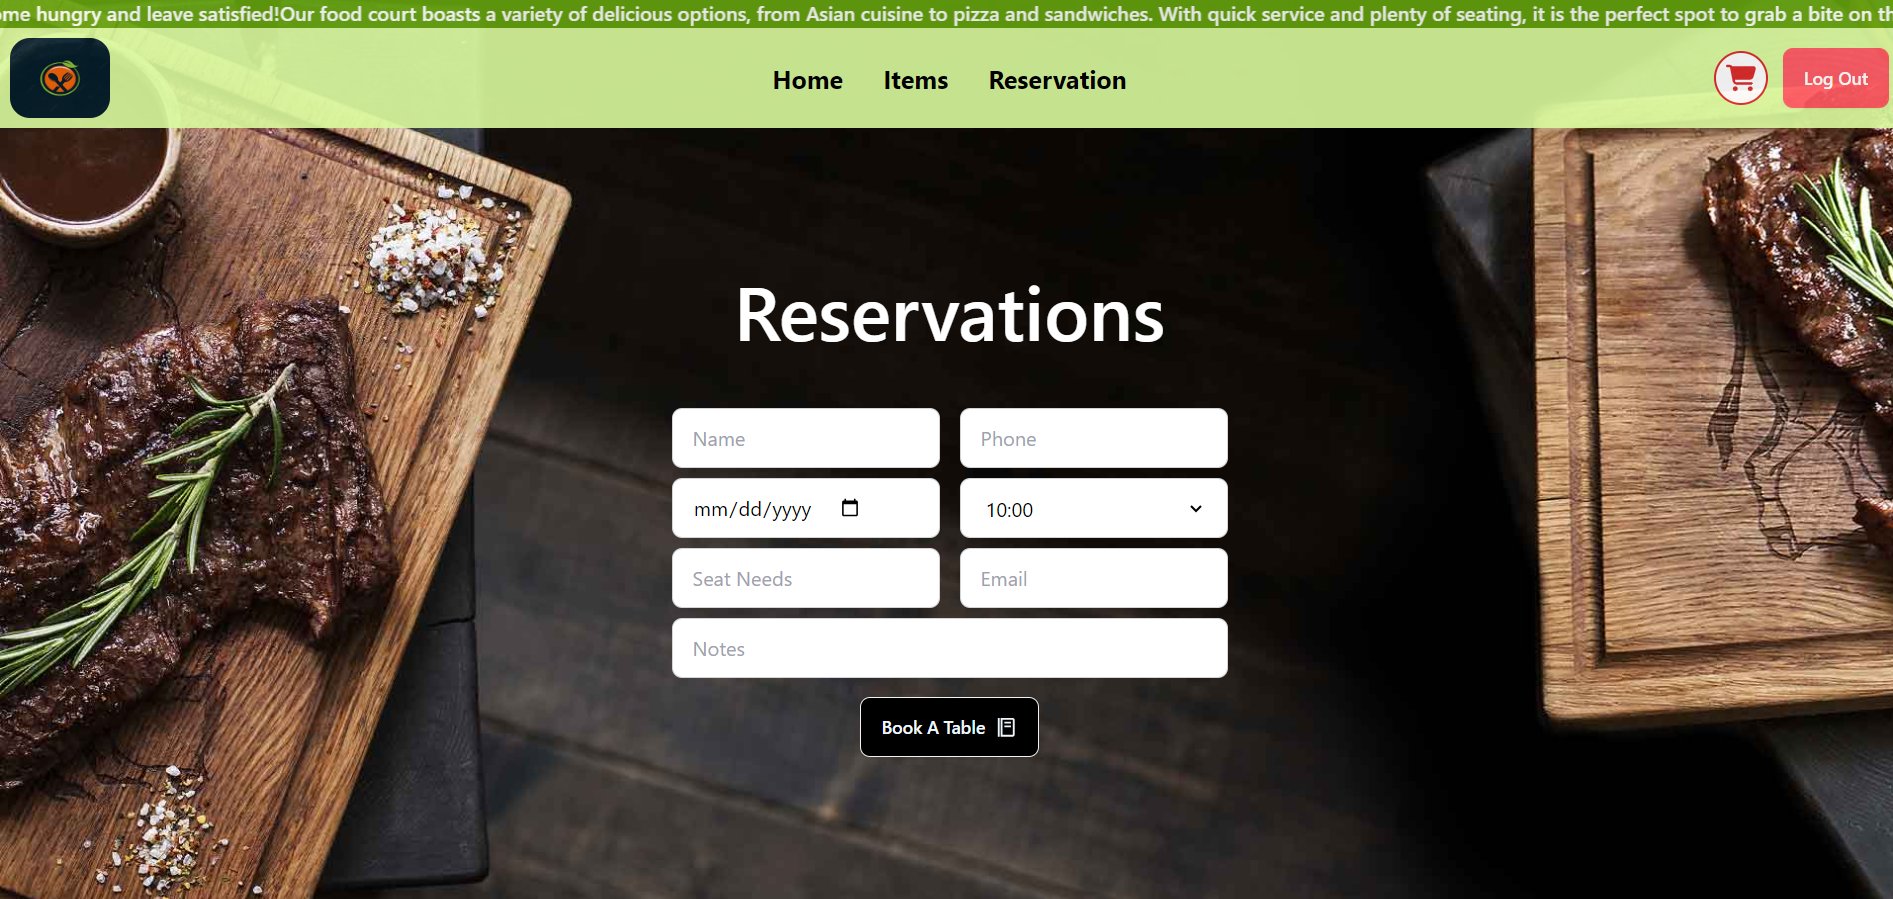 hungry and leave satisfied!Our food court boasts a variety of delicious options, from Asian cuisine to pizza and sandwiches. With quick service and plenty of seating, it is the perfect spot to grab a bite on
Home Items Reservation
Log Out
Reservations
Name Phone
mm/dd/yyyy 10:00
Seat Needs Email
Notes
Book A Table